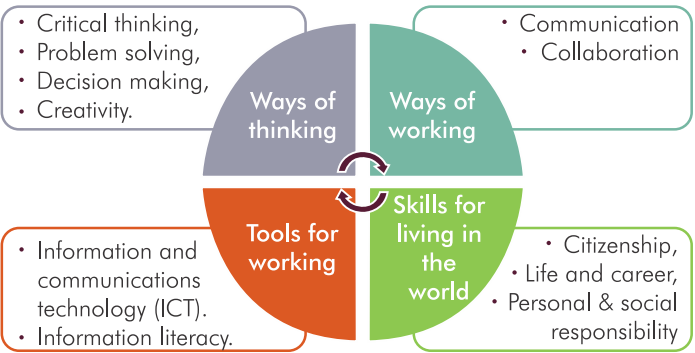 • Critical thinking,
• Problem solving,
• Decision making,
• Creativity.
Ways of
thinking
• Communication
• Collaboration
Ways of
working
• Information and
communications
technology (ICT).
• Information literacy.
Tools for
working
Skills for
living in
the
world
• Citizenship,
• Life and career,
• Personal & social
responsibility